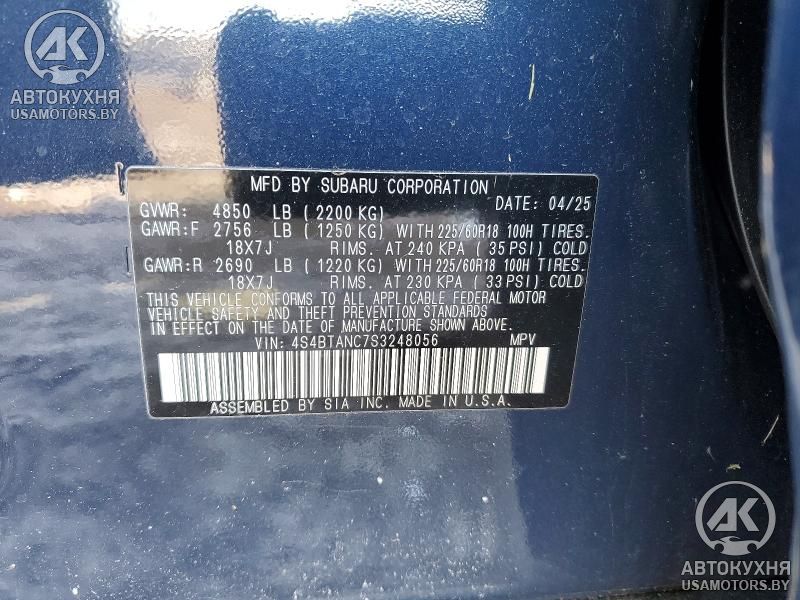 AK
АВТОКУХНЯ
USAMOTORS.BY
MFD BY SUBARU CORPORATION DATE: 04/25
GVWR: 4850 LB (2200 KG)
GAWR:F 2756 LB (1250 KG) WITH 225/60R18 100H TIRES.
18X7J RIMS. AT 240 KPA (35 PSI) COLD
GAWR:R 2690 LB (1220 KG) WITH 225/60R18 100H TIRES.
18X7J RIMS. AT 230 KPA (33 PSI) COLD
THIS VEHICLE CONFORMS TO ALL APPLICABLE FEDERAL MOTOR
VEHICLE SAFETY AND THEFT PREVENTION STANDARDS
IN EFFECT ON THE DATE OF MANUFACTURE SHOWN ABOVE.
VIN: 4S4BTANC7S3248056 MPV
ASSEMBLED BY SIA INC. MADE IN U.S.A.
AK
АВТОКУХНЯ
USAMOTORS.BY